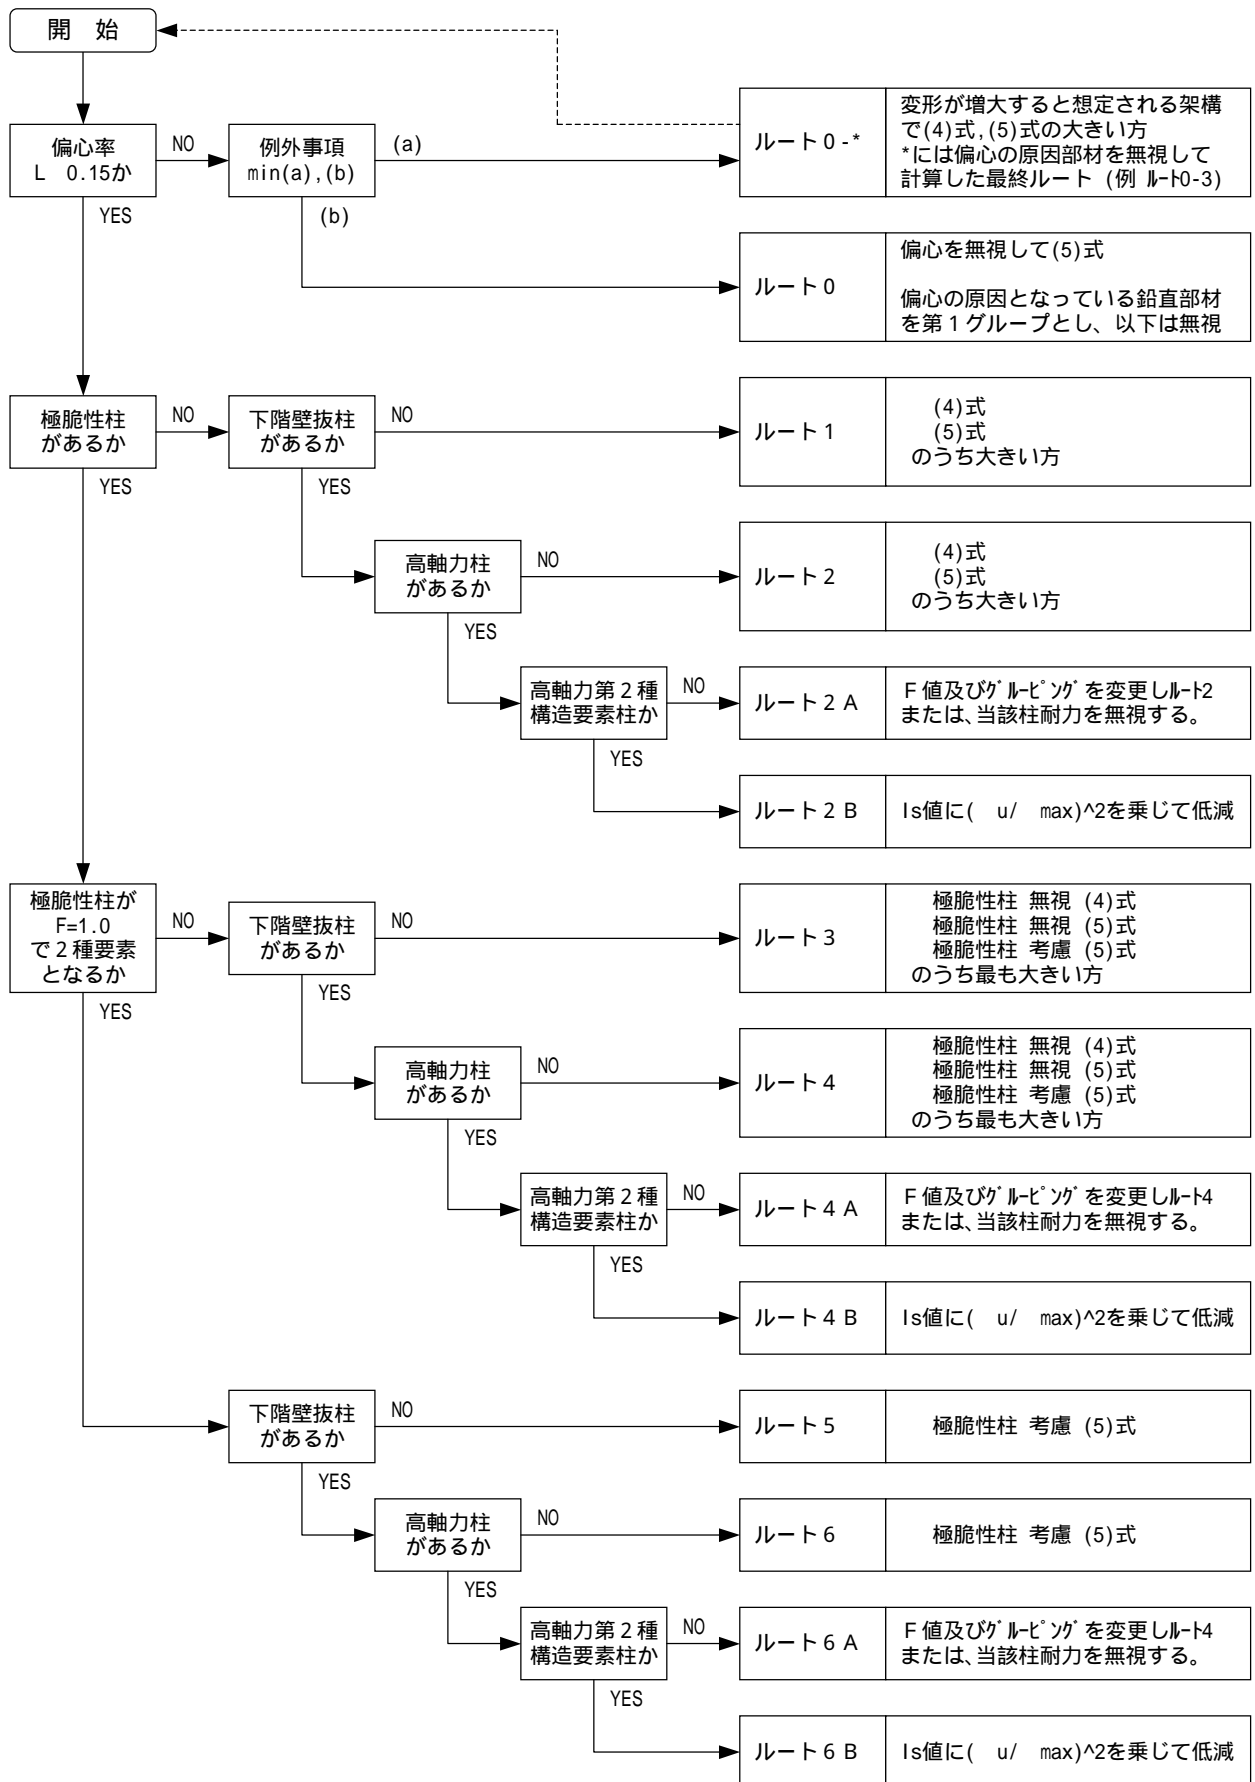 開 始
偏心率
L 0.15か
NO
YES
例外事項
min(a),(b)
(a)
(b)
ルート0-*
変形が増大すると想定される架構
で(4)式,(5)式の大きい方
*には偏心の原因部材を無視して
計算した最終ルート (例 ルート0-3)
ルート0
偏心を無視して(5)式
偏心の原因となっている鉛直部材
を第1グループとし、以下は無視
極脆性柱
があるか
NO
YES
下階壁抜柱
があるか
NO
YES
ルート1
(4)式
(5)式
のうち大きい方
高軸力柱
があるか
NO
YES
ルート2
(4)式
(5)式
のうち大きい方
高軸力第2種
構造要素柱か
NO
YES
ルート2A
F値及びグルーピングを変更しルート2
または、当該柱耐力を無視する。
ルート2B
Is値に( u/ max)^2を乗じて低減
極脆性柱が
F=1.0
で2種要素
となるか
NO
YES
下階壁抜柱
があるか
NO
YES
ルート3
極脆性柱 無視 (4)式
極脆性柱 無視 (5)式
極脆性柱 考慮 (5)式
のうち最も大きい方
高軸力柱
があるか
NO
YES
ルート4
極脆性柱 無視 (4)式
極脆性柱 無視 (5)式
極脆性柱 考慮 (5)式
のうち最も大きい方
高軸力第2種
構造要素柱か
NO
YES
ルート4A
F値及びグルーピングを変更しルート4
または、当該柱耐力を無視する。
ルート4B
Is値に( u/ max)^2を乗じて低減
下階壁抜柱
があるか
NO
YES
ルート5
極脆性柱 考慮 (5)式
高軸力柱
があるか
NO
YES
ルート6
極脆性柱 考慮 (5)式
高軸力第2種
構造要素柱か
NO
YES
ルート6A
F値及びグルーピングを変更しルート4
または、当該柱耐力を無視する。
ルート6B
Is値に( u/ max)^2を乗じて低減